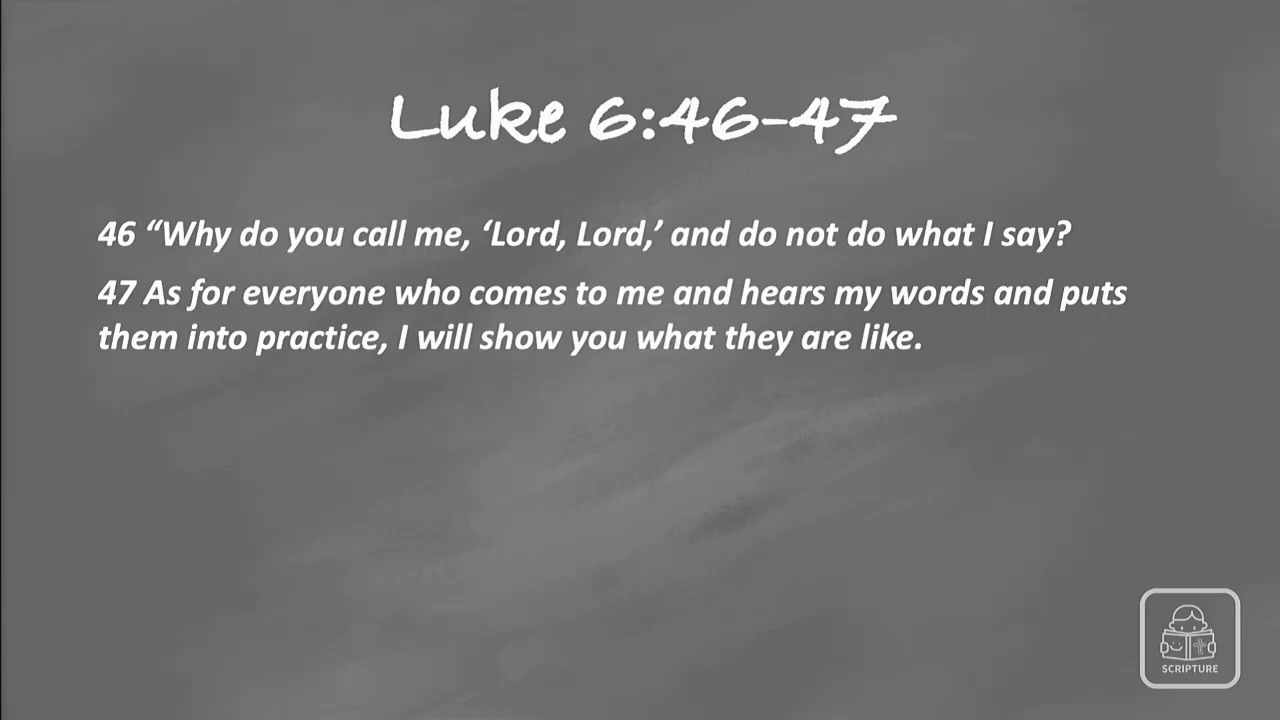 Luke 6:46-47
46 “Why do you call me, ‘Lord, Lord,’ and do not do what I say?
47 As for everyone who comes to me and hears my words and puts
them into practice, I will show you what they are like.
SCRIPTURE